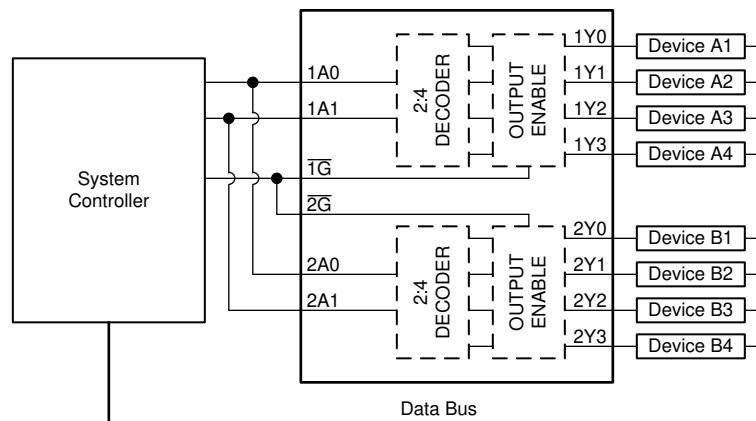 System
Controller
1A0
1A1
1G
2G
2A0
2A1
2:4
DECODER
OUTPUT
ENABLE
1Y0
1Y1
1Y2
1Y3
Device A1
Device A2
Device A3
Device A4
2:4
DECODER
OUTPUT
ENABLE
2Y0
2Y1
2Y2
2Y3
Device B1
Device B2
Device B3
Device B4
Data Bus